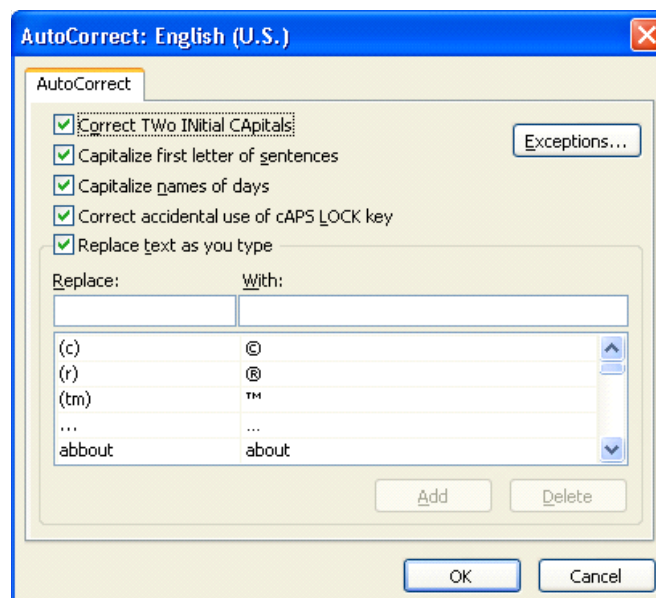 AutoCorrect: English (U.S.)
AutoCorrect
Correct TWo INitial CApitals
Exceptions...
Capitalize first letter of sentences
Capitalize names of days
Correct accidental use of cAPS LOCK key
Replace text as you type
Replace: With:
(c) ©
(r) ®
(tm) ™
... …
abbout about
Add Delete
OK Cancel